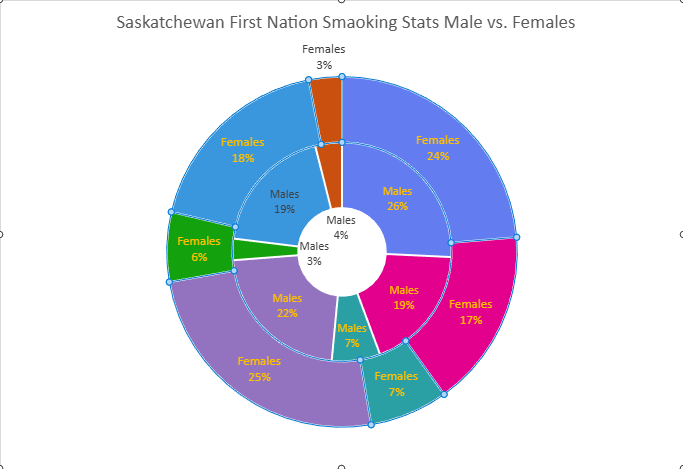 Saskatchewan First Nation Smaoking Stats Male vs. Females
Females
3%
Females
24%
Females
18%
Males
26%
Males
19%
Males
4%
Females
6%
Males
3%
Males
19%
Males
22%
Females
17%
Males
7%
Females
25%
Females
7%